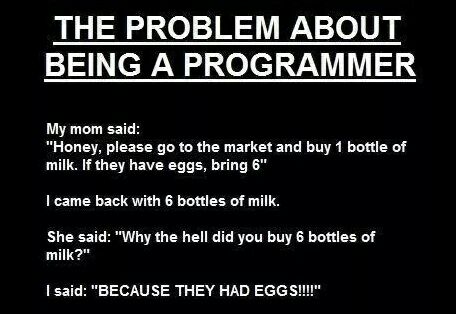 THE PROBLEM ABOUT
BEING A PROGRAMMER
My mom said:
"Honey, please go to the market and buy 1 bottle of
milk. If they have eggs, bring 6"
I came back with 6 bottles of milk.
She said: "Why the hell did you buy 6 bottles of
milk?"
I said: "BECAUSE THEY HAD EGGS!!!!"